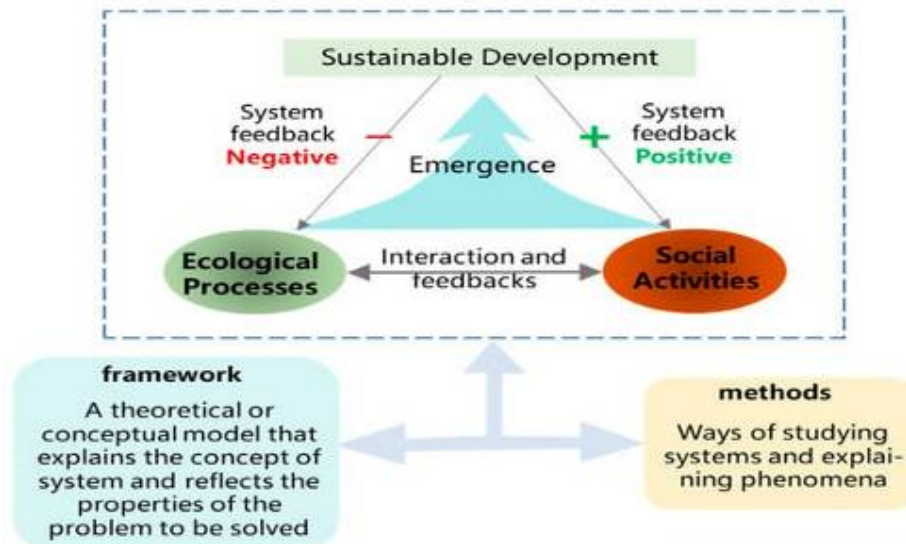 Sustainable Development
System
feedback
Negative
−
+
System
feedback
Positive
Emergence
Ecological
Processes
Interaction and
feedbacks
Social
Activities
framework
A theoretical or
conceptual model that
explains the concept of
system and reflects the
properties of the
problem to be solved
methods
Ways of studying
systems and explai-
ning phenomena